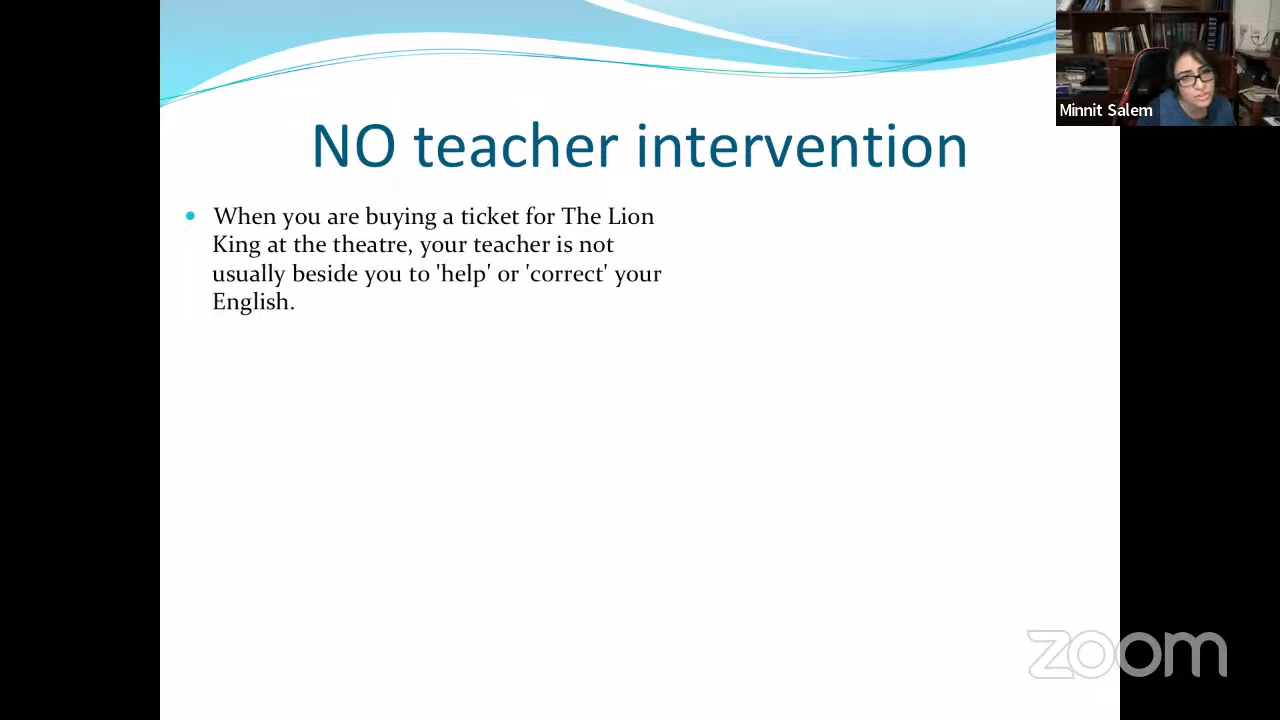 Minnit Salem
NO teacher intervention
When you are buying a ticket for The Lion
King at the theatre, your teacher is not
usually beside you to 'help' or 'correct' your
English.
zoom